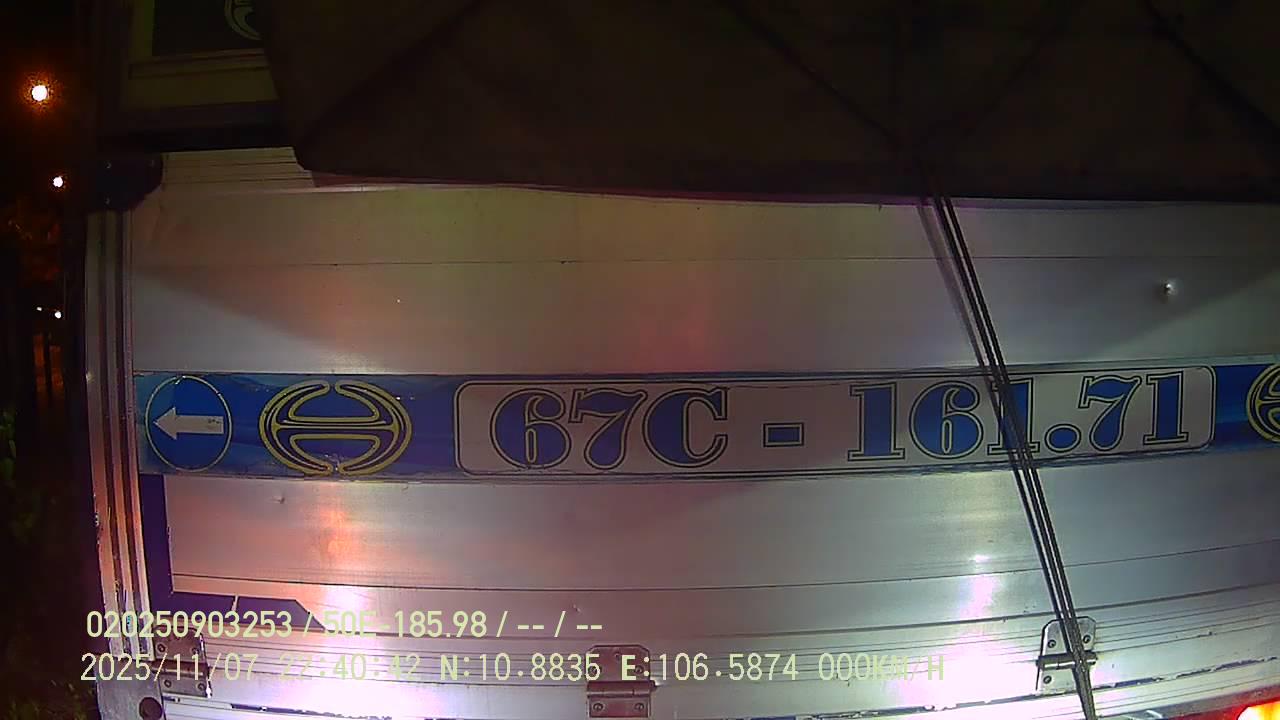 67C - 161.71
020250903253 / 50E-185.98 / -- / --
2025/11/07 22:40:42 N:10.8835 E:106.5874 000KM/H